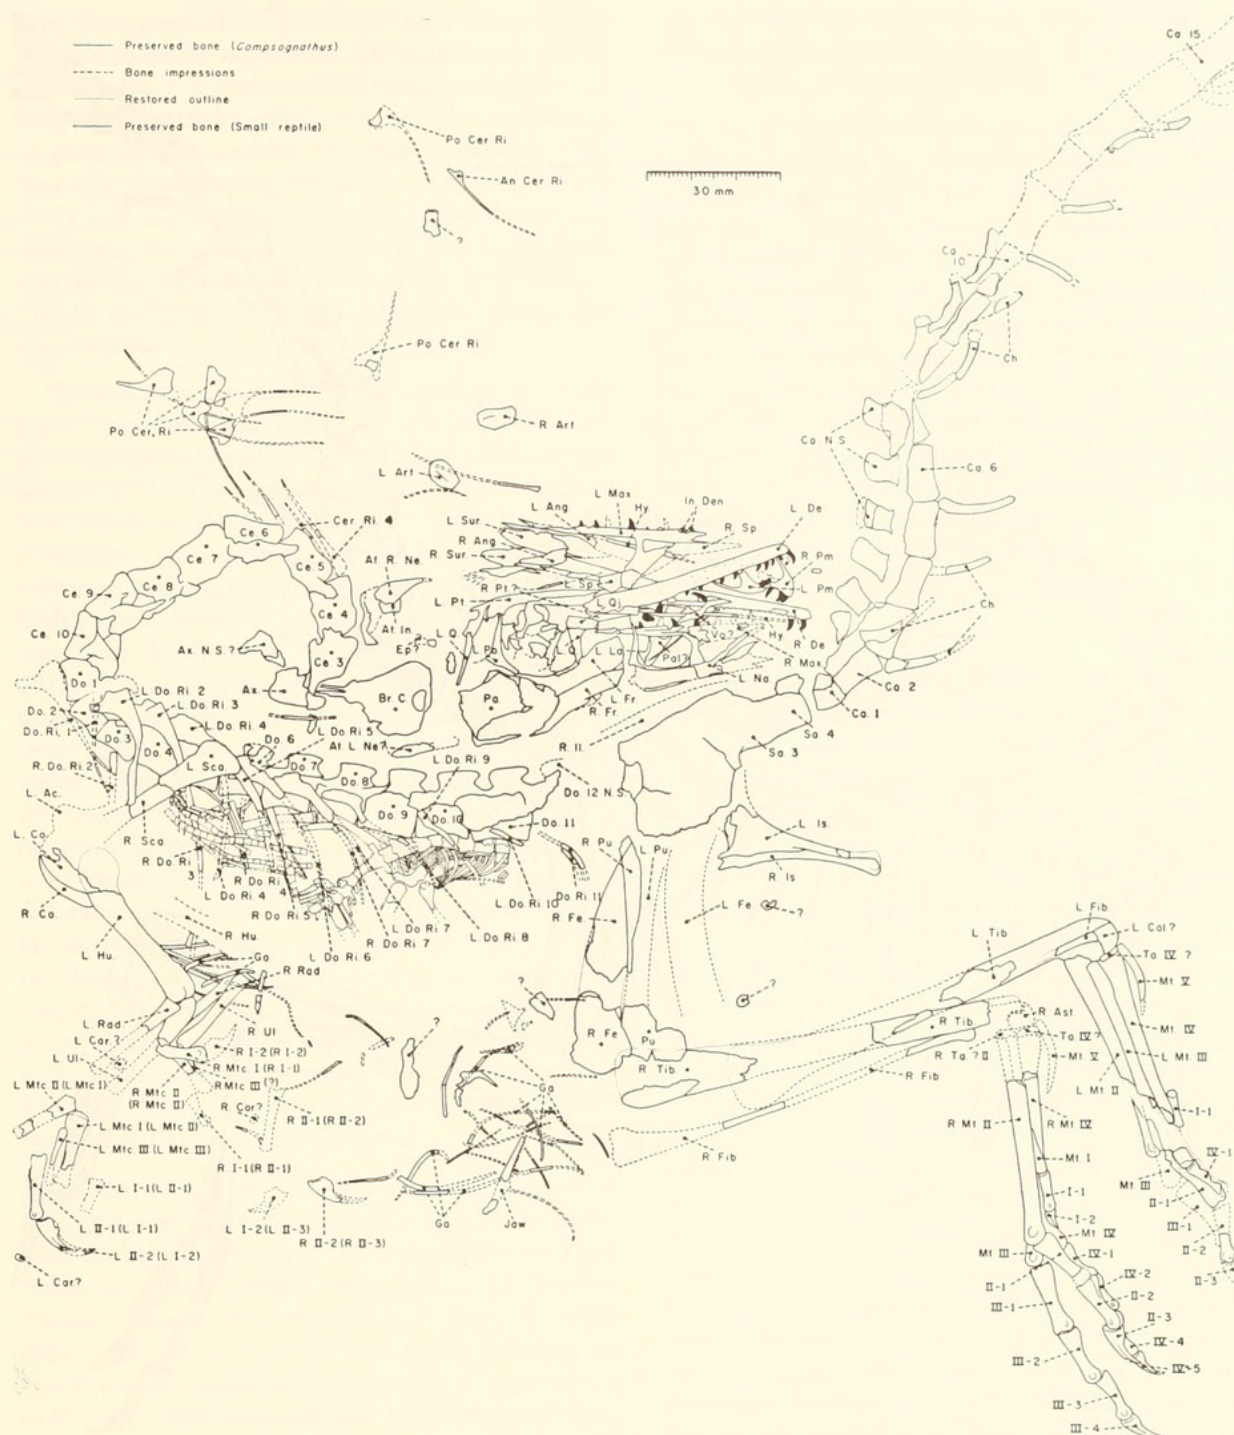 Preserved bone (Compsognathus)
Bone impressions
Restored outline
Preserved bone (Small reptile)
Ca 15
Po Cer Ri
An Cer Ri
30 mm
?
Ca 10
Po Cer Ri
Ch
Po Cer. Ri
R Art
Ca N.S
L Art
Ca 6
L Max
Hy
In Den
L De
L Ang
L Sur
R Sp
R Ang
R Sur
Cer Ri. 4
Ce 6
Ce. 7
Ce. 5
At R. Ne.
R Pm
Ce. 8
L Sp
R Pt?
L Pm
Ce. 9
Ce 4
L Pt
L Qj
Ch
Ce. 10
At In
Ep?
L Q
L Po
Vo?
Hy
R De
Ax N.S.?
Ce 3
L La
Pal?
R Max
Do 1
L Do Ri 2
Ax
Br. C.
Pa.
L Na
Ca. 2
Do. 2
L Do Ri. 3
L Fr
R. Fr.
Ca. 1
Do. Ri. 1
Do. 3
L Do Ri. 4
L Do Ri 5
Do 6
At L Ne?
Sa. 4
R. Do. Ri. 2
Do. 4
L Sca.
Do 7
L Do Ri 9
R. Il.
Sa 3
Do. 8
Do. 12 N.S.
L. Ac.
Do. 9
Do. 10
Do. 11
L. Co.
R Sca
R Pu
L Pu
L Is.
R Do Ri 3
R Do Ri 4
R. Is
L Do Ri 4
L Do Ri. 10
Do Ri. 11
R. Co.
R Do Ri 5
L Do Ri 7
R. Fe.
L Fe
?
R Hu.
R Do Ri 7
L Do Ri. 8
L Fib.
L Hu.
L Do Ri 6
L Tib
L Cal?
Ga
R Rad
Ta IV ?
Mt V
?
?
L. Rad
R Ul
?
R Ast
Mt IV
L Car?
R Fe
Pu
R Tib
Ta IV?
L Ul
R I-2 (R I-2)
R Ta ? II
Mt V
L Mt III
R Mtc I (R I-1)
R Tib
L Mtc II (L Mtc I)
R Mtc II (R Mtc II)
R Mtc III (?)
Ga
R Fib
L Mt II
R Car?
R II-1 (R II-2)
I-1
L Mtc I (L Mtc II)
R Mt II
R Mt IV
L Mtc III (L Mtc III)
R I-1 (R II-1)
R Fib
Mt I
IV-1
Mt III
L I-1 (L II-1)
I-1
II-1
L II-1 (L I-1)
L I-2 (L II-3)
Ga
Jaw
I-2
III-1
R II-2 (R II-3)
Mt IV
L II-2 (L I-2)
Mt III
IV-1
II-2
L. Car?
II-1
IV-2
II-3
III-1
II-2
II-3
IV-4
III-2
IV-5
III-3
III-4